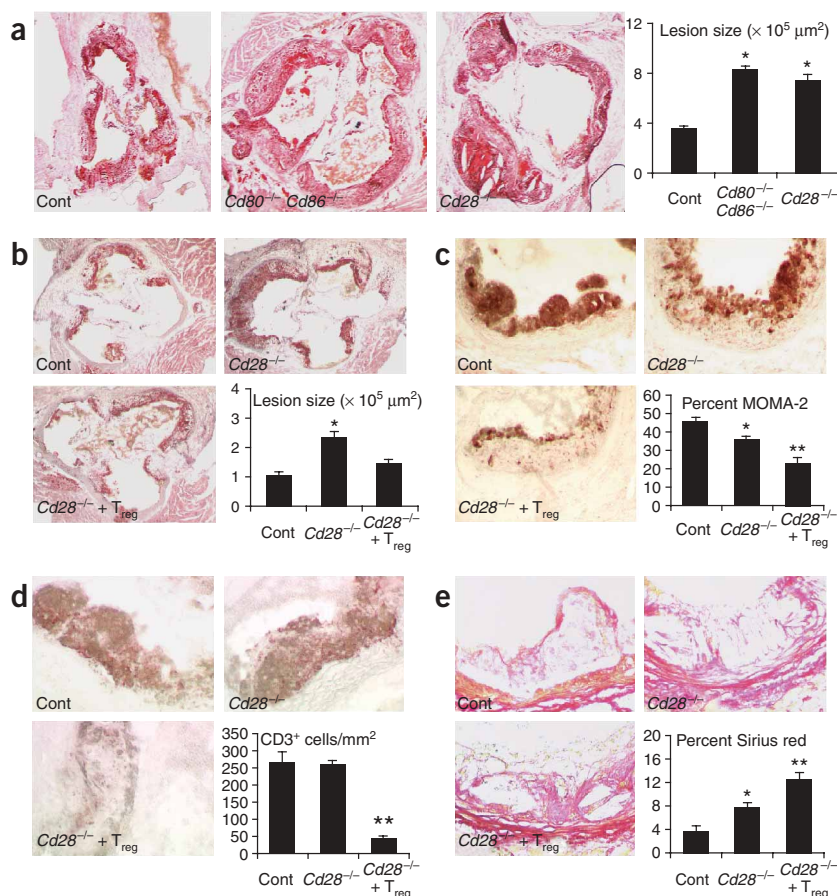 a
Cont
Cd80–/–
Cd86–/–
Cd28–/–
Lesion size (× 10⁵ μm²)
12
8
4
0
*
*
Cont
Cd80–/–
Cd86–/–
Cd28–/–
b
Cont
Cd28–/–
Cd28–/– + Treg
Lesion size (× 10⁵ μm²)
4
3
2
1
0
*
Cont
Cd28–/–
Cd28–/–
+ Treg
c
Cont
Cd28–/–
Cd28–/– + Treg
Percent MOMA-2
60
50
40
30
20
10
0
*
**
Cont
Cd28–/–
Cd28–/–
+ Treg
d
Cont
Cd28–/–
Cd28–/– + Treg
CD3⁺ cells/mm²
350
300
250
200
150
100
50
0
**
Cont
Cd28–/–
Cd28–/–
+ Treg
e
Cont
Cd28–/–
Cd28–/– + Treg
Percent Sirius red
20
16
12
8
4
0
*
**
Cont
Cd28–/–
Cd28–/–
+ Treg